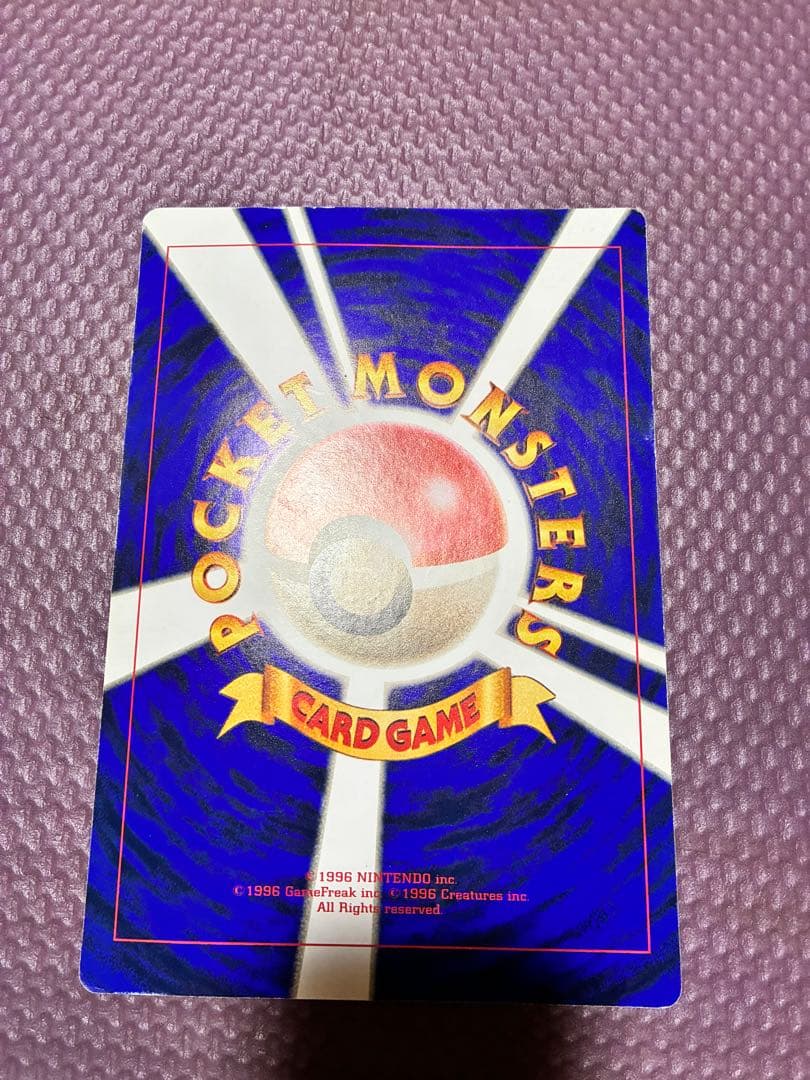 POCKET MONSTERS
CARD GAME
© 1996 NINTENDO inc.
©1996 GameFreak inc. ©1996 Creatures inc.
All Rights reserved.